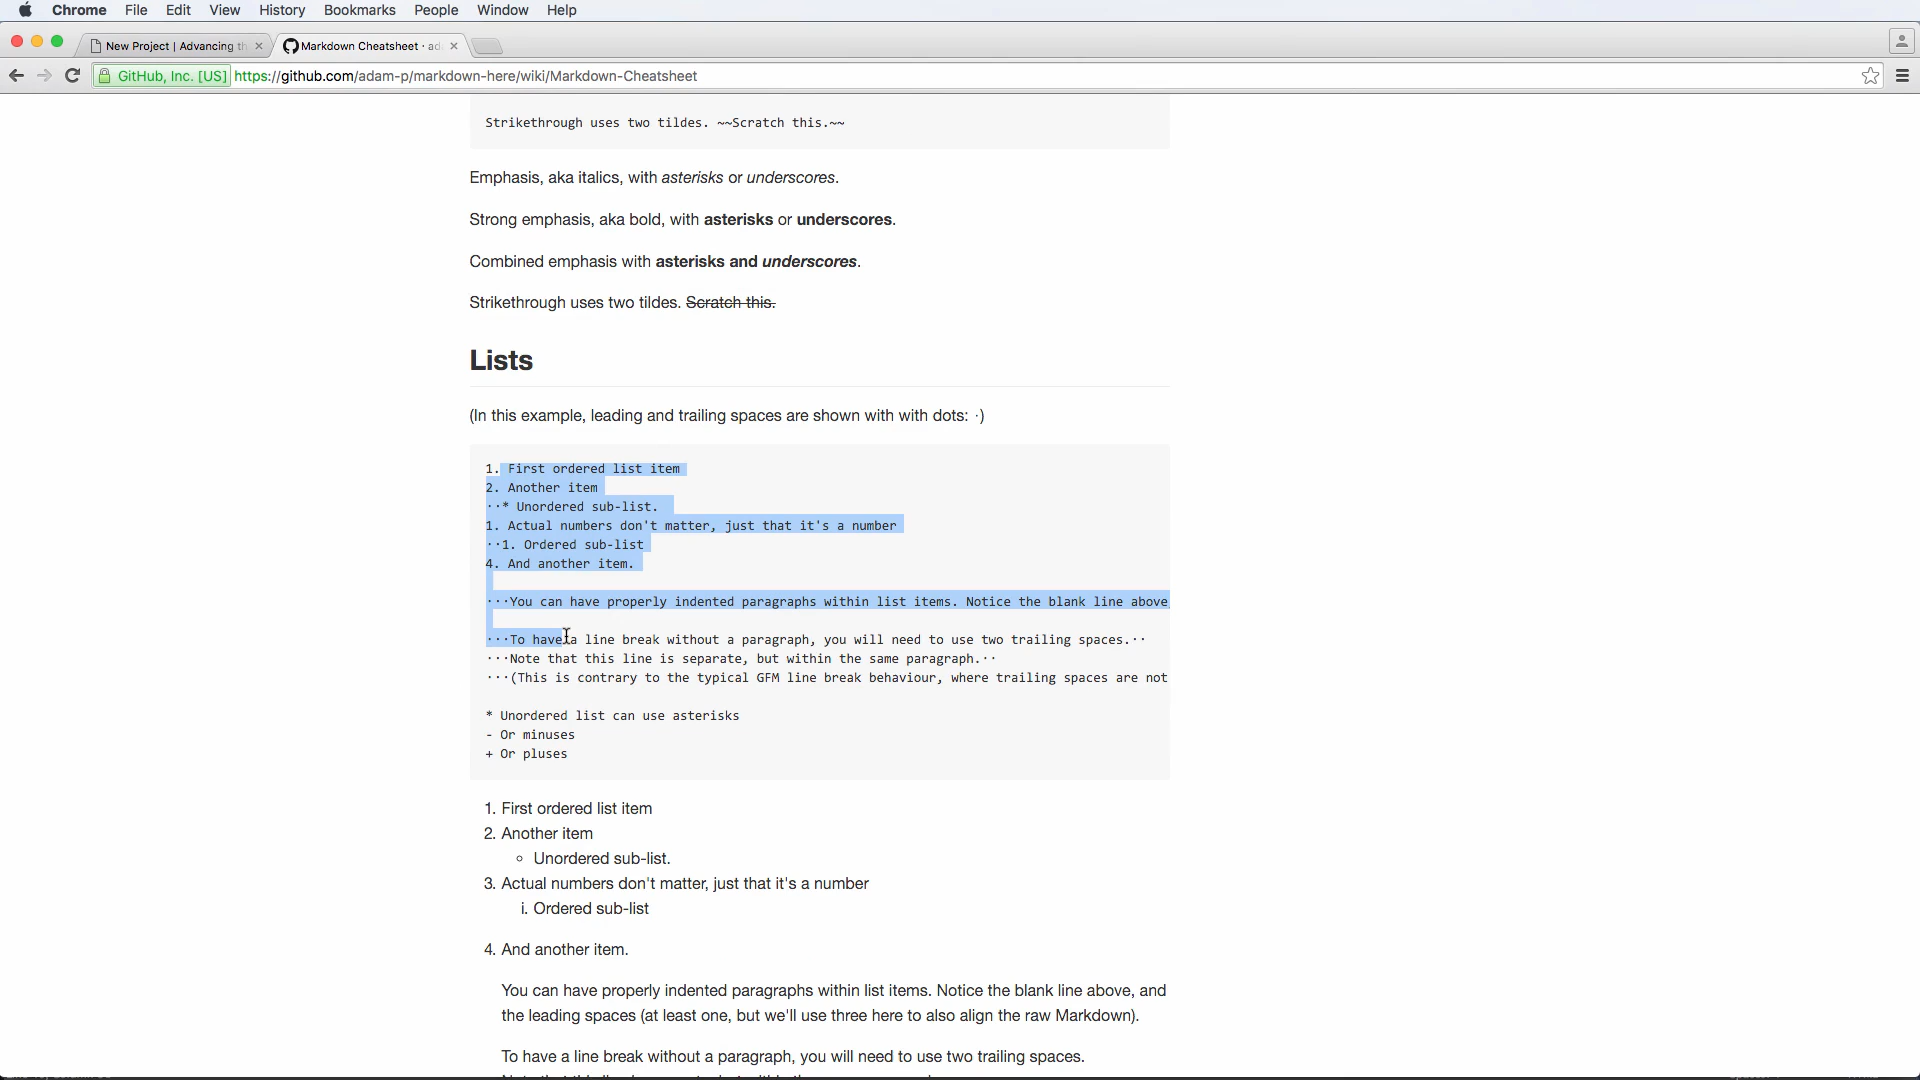 Chrome File Edit View History Bookmarks People Window Help
New Project | Advancing th
Markdown Cheatsheet · ad
GitHub, Inc. [US] https://github.com/adam-p/markdown-here/wiki/Markdown-Cheatsheet
Strikethrough uses two tildes. ~~Scratch this.~~
Emphasis, aka italics, with asterisks or underscores.
Strong emphasis, aka bold, with asterisks or underscores.
Combined emphasis with asterisks and underscores.
Strikethrough uses two tildes. Scratch this.
Lists
(In this example, leading and trailing spaces are shown with with dots: ·)
1. First ordered list item
2. Another item
··* Unordered sub-list.
1. Actual numbers don't matter, just that it's a number
··1. Ordered sub-list
4. And another item.
···You can have properly indented paragraphs within list items. Notice the blank line above
···To have a line break without a paragraph, you will need to use two trailing spaces.··
···Note that this line is separate, but within the same paragraph.··
···(This is contrary to the typical GFM line break behaviour, where trailing spaces are not
* Unordered list can use asterisks
- Or minuses
+ Or pluses
1. First ordered list item
2. Another item
◦ Unordered sub-list.
3. Actual numbers don't matter, just that it's a number
i. Ordered sub-list
4. And another item.
You can have properly indented paragraphs within list items. Notice the blank line above, and
the leading spaces (at least one, but we'll use three here to also align the raw Markdown).
To have a line break without a paragraph, you will need to use two trailing spaces.